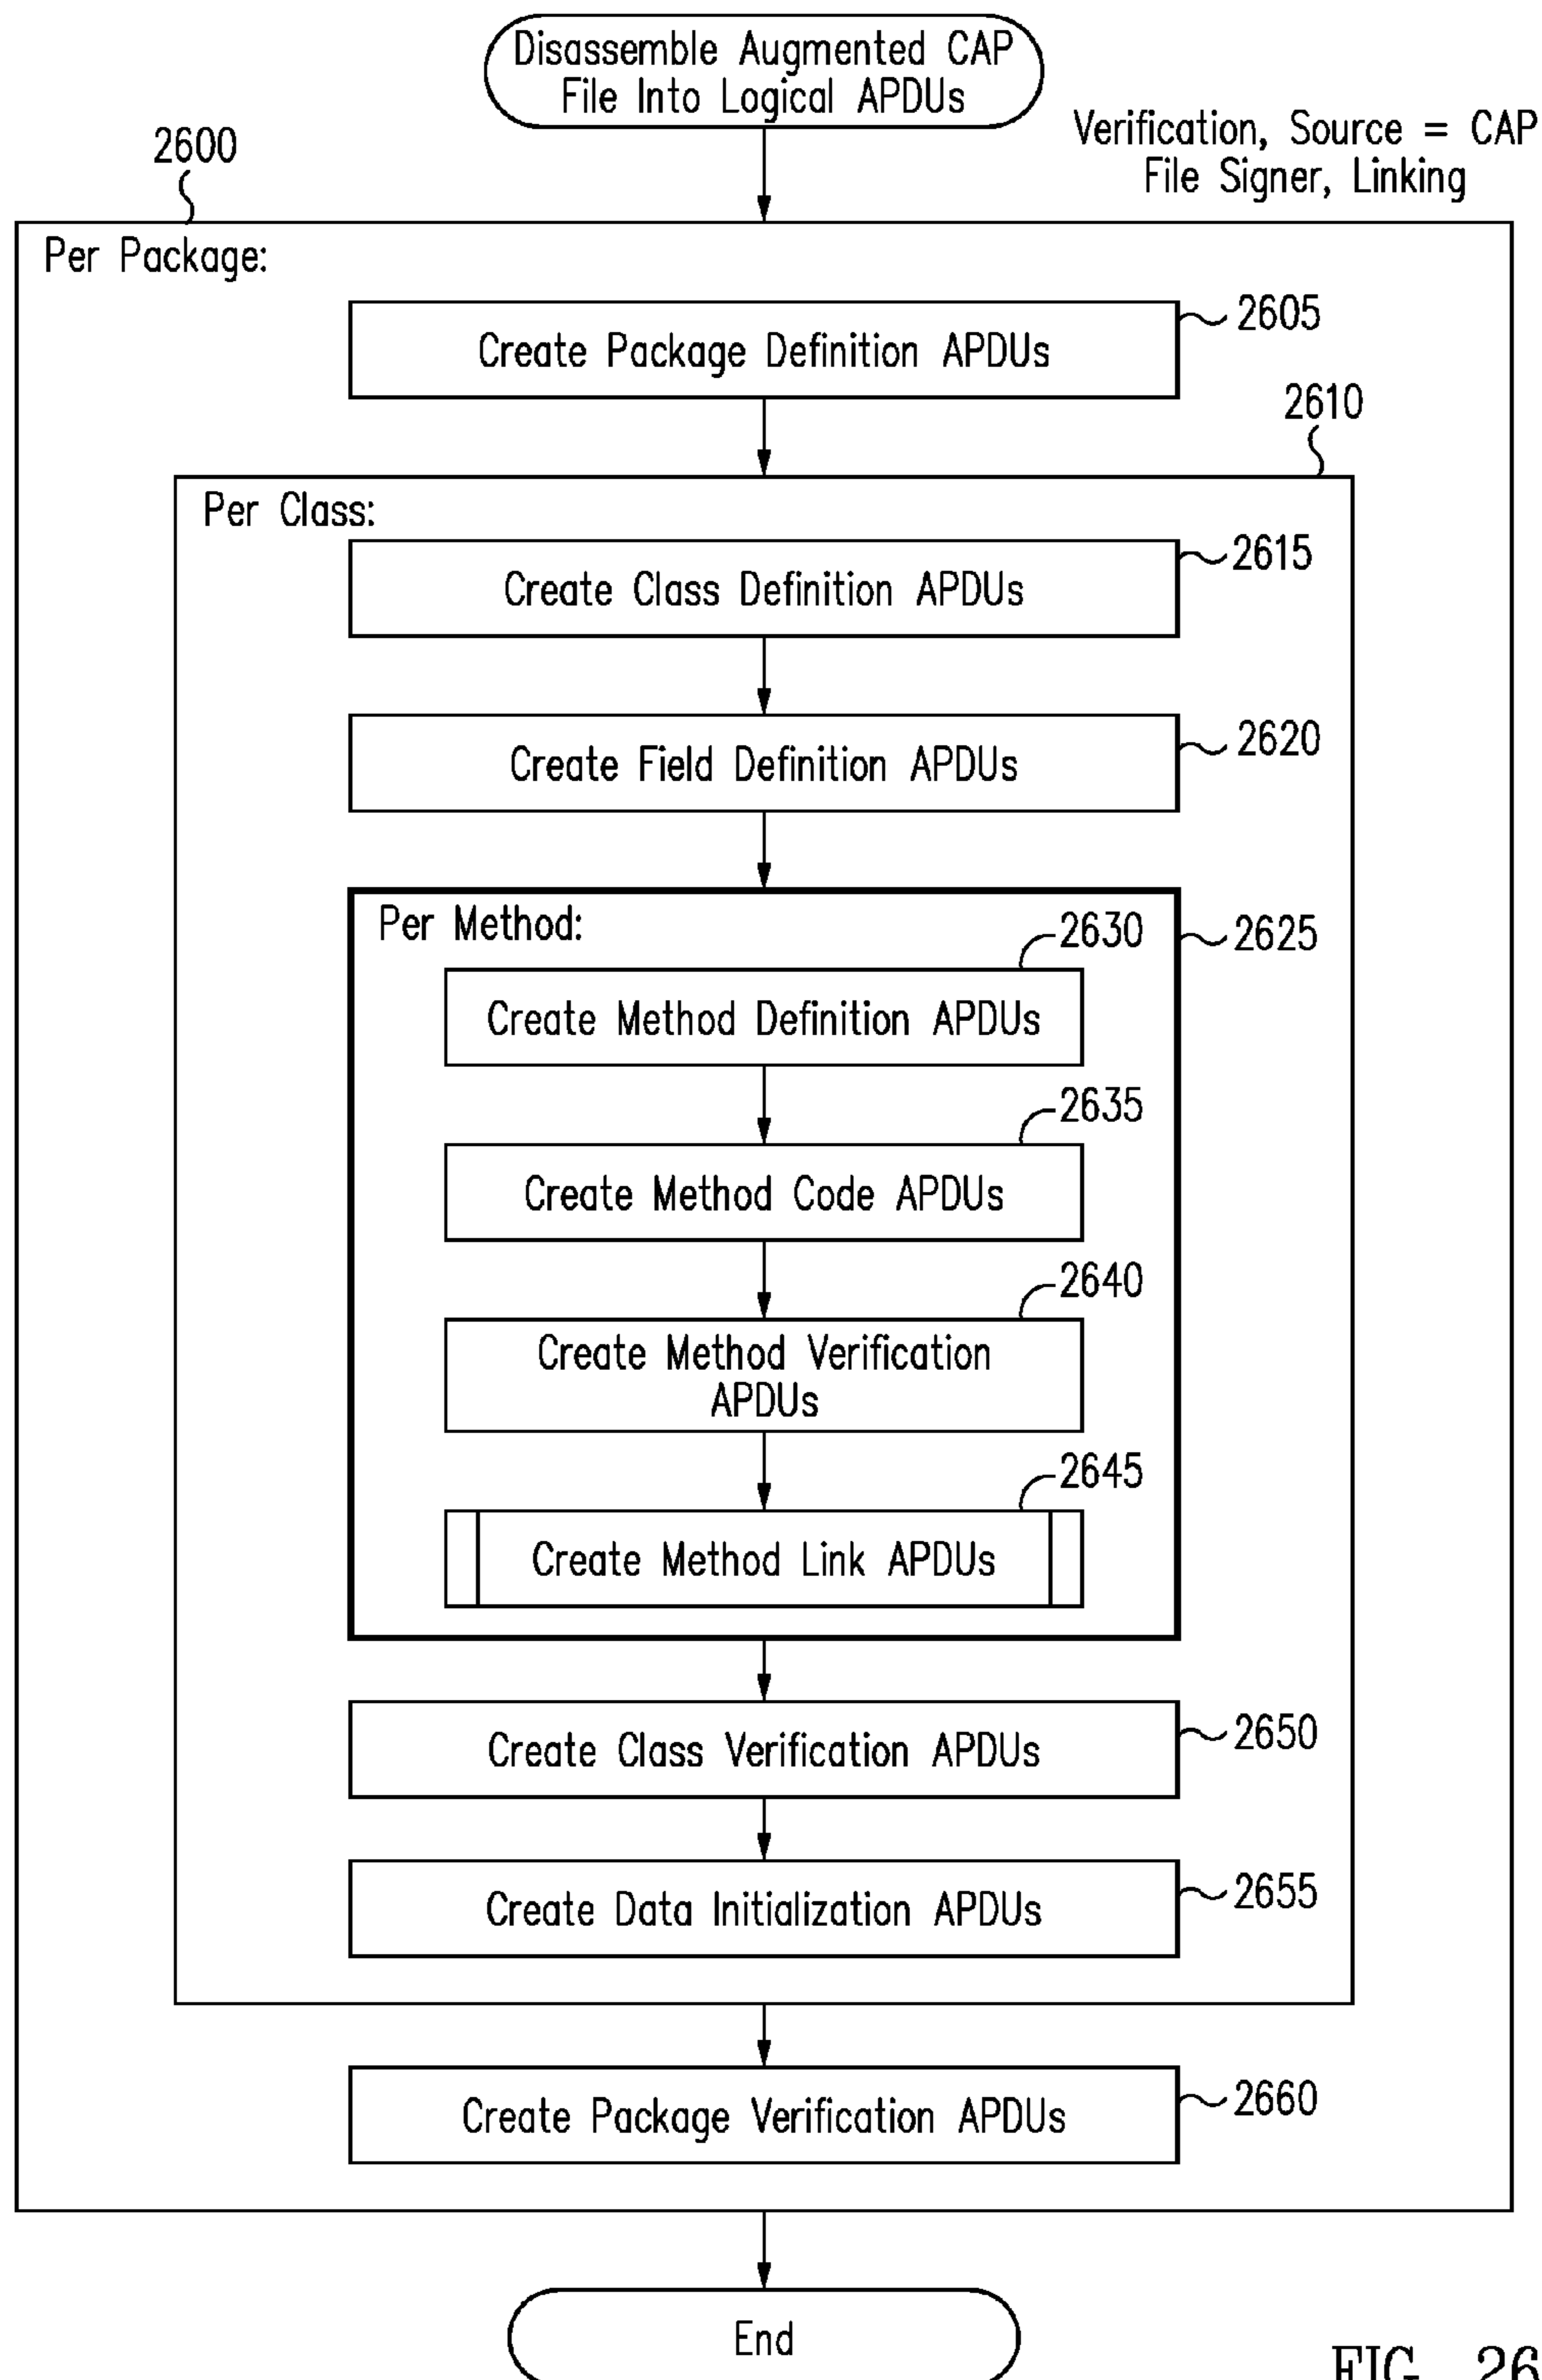 Disassemble Augmented CAP
File Into Logical APDUs
Verification, Source = CAP
File Signer, Linking
2600
Per Package:
2605
Create Package Definition APDUs
2610
Per Class:
2615
Create Class Definition APDUs
2620
Create Field Definition APDUs
Per Method:
2625
2630
Create Method Definition APDUs
2635
Create Method Code APDUs
2640
Create Method Verification
APDUs
2645
Create Method Link APDUs
2650
Create Class Verification APDUs
2655
Create Data Initialization APDUs
2660
Create Package Verification APDUs
End
FIG. 26